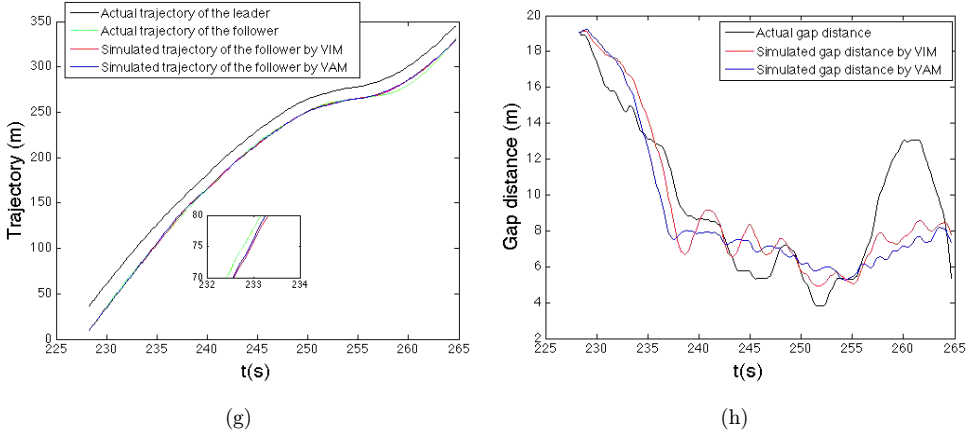 350
300
250
200
150
100
50
0
Trajectory (m)
Actual trajectory of the leader
Actual trajectory of the follower
Simulated trajectory of the follower by VIM
Simulated trajectory of the follower by VAM
80
75
70
232 233 234
225 230 235 240 245 250 255 260 265
t(s)
(g)
20
18
16
14
12
10
8
6
4
2
Gap distance (m)
Actual gap distance
Simulated gap distance by VIM
Simulated gap distance by VAM
225 230 235 240 245 250 255 260 265
t(s)
(h)